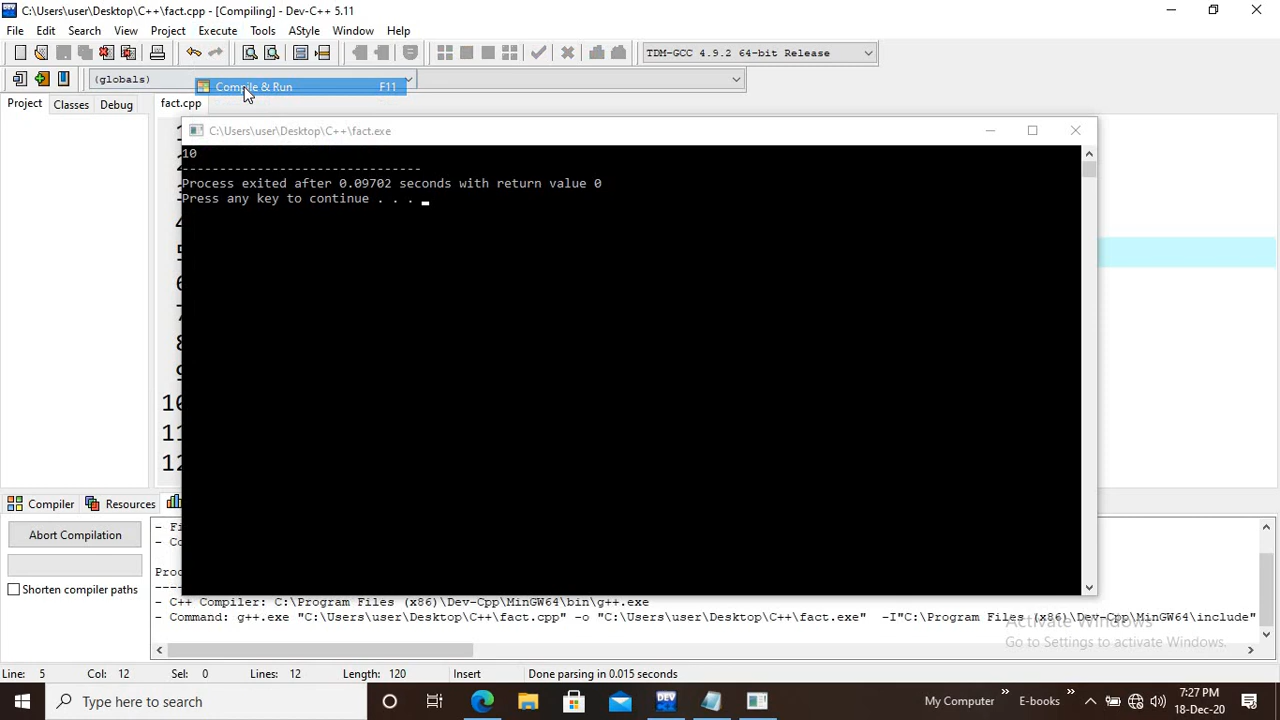 C:\Users\user\Desktop\C++\fact.cpp - [Compiling] - Dev-C++ 5.11
File Edit Search View Project Execute Tools AStyle Window Help
TDM-GCC 4.9.2 64-bit Release
(globals)
Compile & Run F11
Project Classes Debug fact.cpp
C:\Users\user\Desktop\C++\fact.exe
10
--------------------------------
Process exited after 0.09702 seconds with return value 0
Press any key to continue . . .
10
11
12
Compiler Resources
Abort Compilation
Shorten compiler paths
- C++ Compiler: C:\Program Files (x86)\Dev-Cpp\MinGW64\bin\g++.exe
- Command: g++.exe "C:\Users\user\Desktop\C++\fact.cpp" -o "C:\Users\user\Desktop\C++\fact.exe" -I"C:\Program Files (x86)\Dev-Cpp\MinGW64\include"
Activate Windows
Go to Settings to activate Windows.
Line: 5 Col: 12 Sel: 0 Lines: 12 Length: 120 Insert Done parsing in 0.015 seconds
Type here to search
DEV
My Computer » E-books »
7:27 PM
18-Dec-20